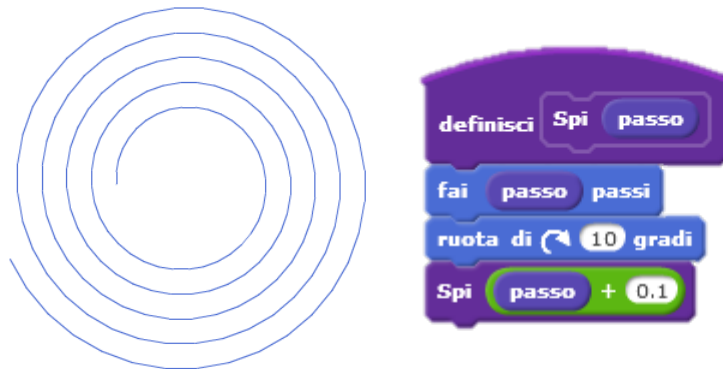 definisci Spi passo
fai passo passi
ruota di 10 gradi
Spi passo + 0.1